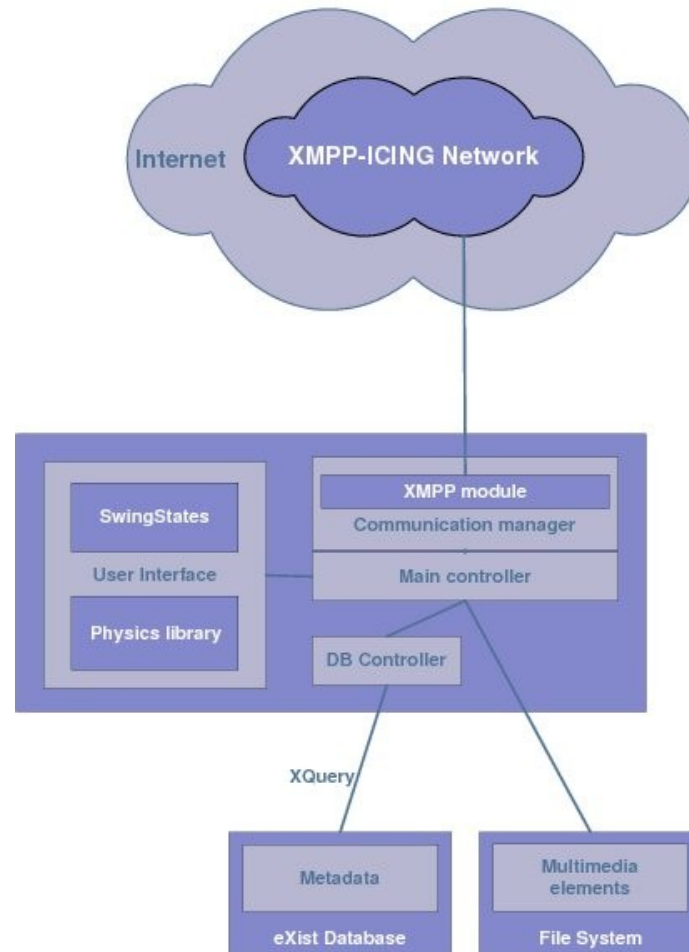 Internet
XMPP-ICING Network
SwingStates
User Interface
Physics library
XMPP module
Communication manager
Main controller
DB Controller
XQuery
Metadata
eXist Database
Multimedia
elements
File System